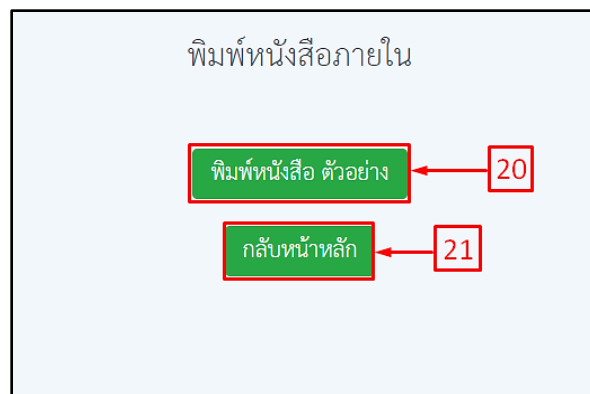 พิมพ์หนังสือภายใน
พิมพ์หนังสือ ตัวอย่าง 20
กลับหน้าหลัก 21